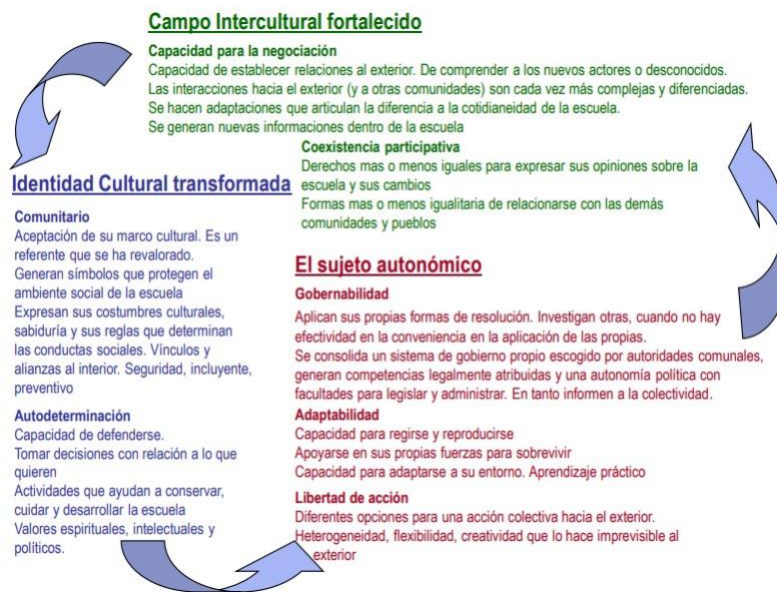 Campo Intercultural fortalecido
Capacidad para la negociación
Capacidad de establecer relaciones al exterior. De comprender a los nuevos actores o desconocidos.
Las interacciones hacia el exterior (y a otras comunidades) son cada vez más complejas y diferenciadas.
Se hacen adaptaciones que articulan la diferencia a la cotidianeidad de la escuela.
Se generan nuevas informaciones dentro de la escuela
Coexistencia participativa
Derechos mas o menos iguales para expresar sus opiniones sobre la
escuela y sus cambios
Formas mas o menos igualitaria de relacionarse con las demás
comunidades y pueblos
Identidad Cultural transformada
Comunitario
Aceptación de su marco cultural. Es un
referente que se ha revalorado.
Generan símbolos que protegen el
ambiente social de la escuela
Expresan sus costumbres culturales,
sabiduría y sus reglas que determinan
las conductas sociales. Vínculos y
alianzas al interior. Seguridad, incluyente,
preventivo
Autodeterminación
Capacidad de defenderse.
Tomar decisiones con relación a lo que
quieren
Actividades que ayudan a conservar,
cuidar y desarrollar la escuela
Valores espirituales, intelectuales y
políticos.
El sujeto autonómico
Gobernabilidad
Aplican sus propias formas de resolución. Investigan otras, cuando no hay
efectividad en la conveniencia en la aplicación de las propias.
Se consolida un sistema de gobierno propio escogido por autoridades comunales,
generan competencias legalmente atribuidas y una autonomía política con
facultades para legislar y administrar. En tanto informen a la colectividad.
Adaptabilidad
Capacidad para regirse y reproducirse
Apoyarse en sus propias fuerzas para sobrevivir
Capacidad para adaptarse a su entorno. Aprendizaje práctico
Libertad de acción
Diferentes opciones para una acción colectiva hacia el exterior.
Heterogeneidad, flexibilidad, creatividad que lo hace imprevisible al
exterior